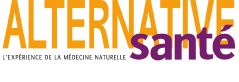 ALTERNATIVE
santé
L'EXPÉRIENCE DE LA MÉDECINE NATURELLE